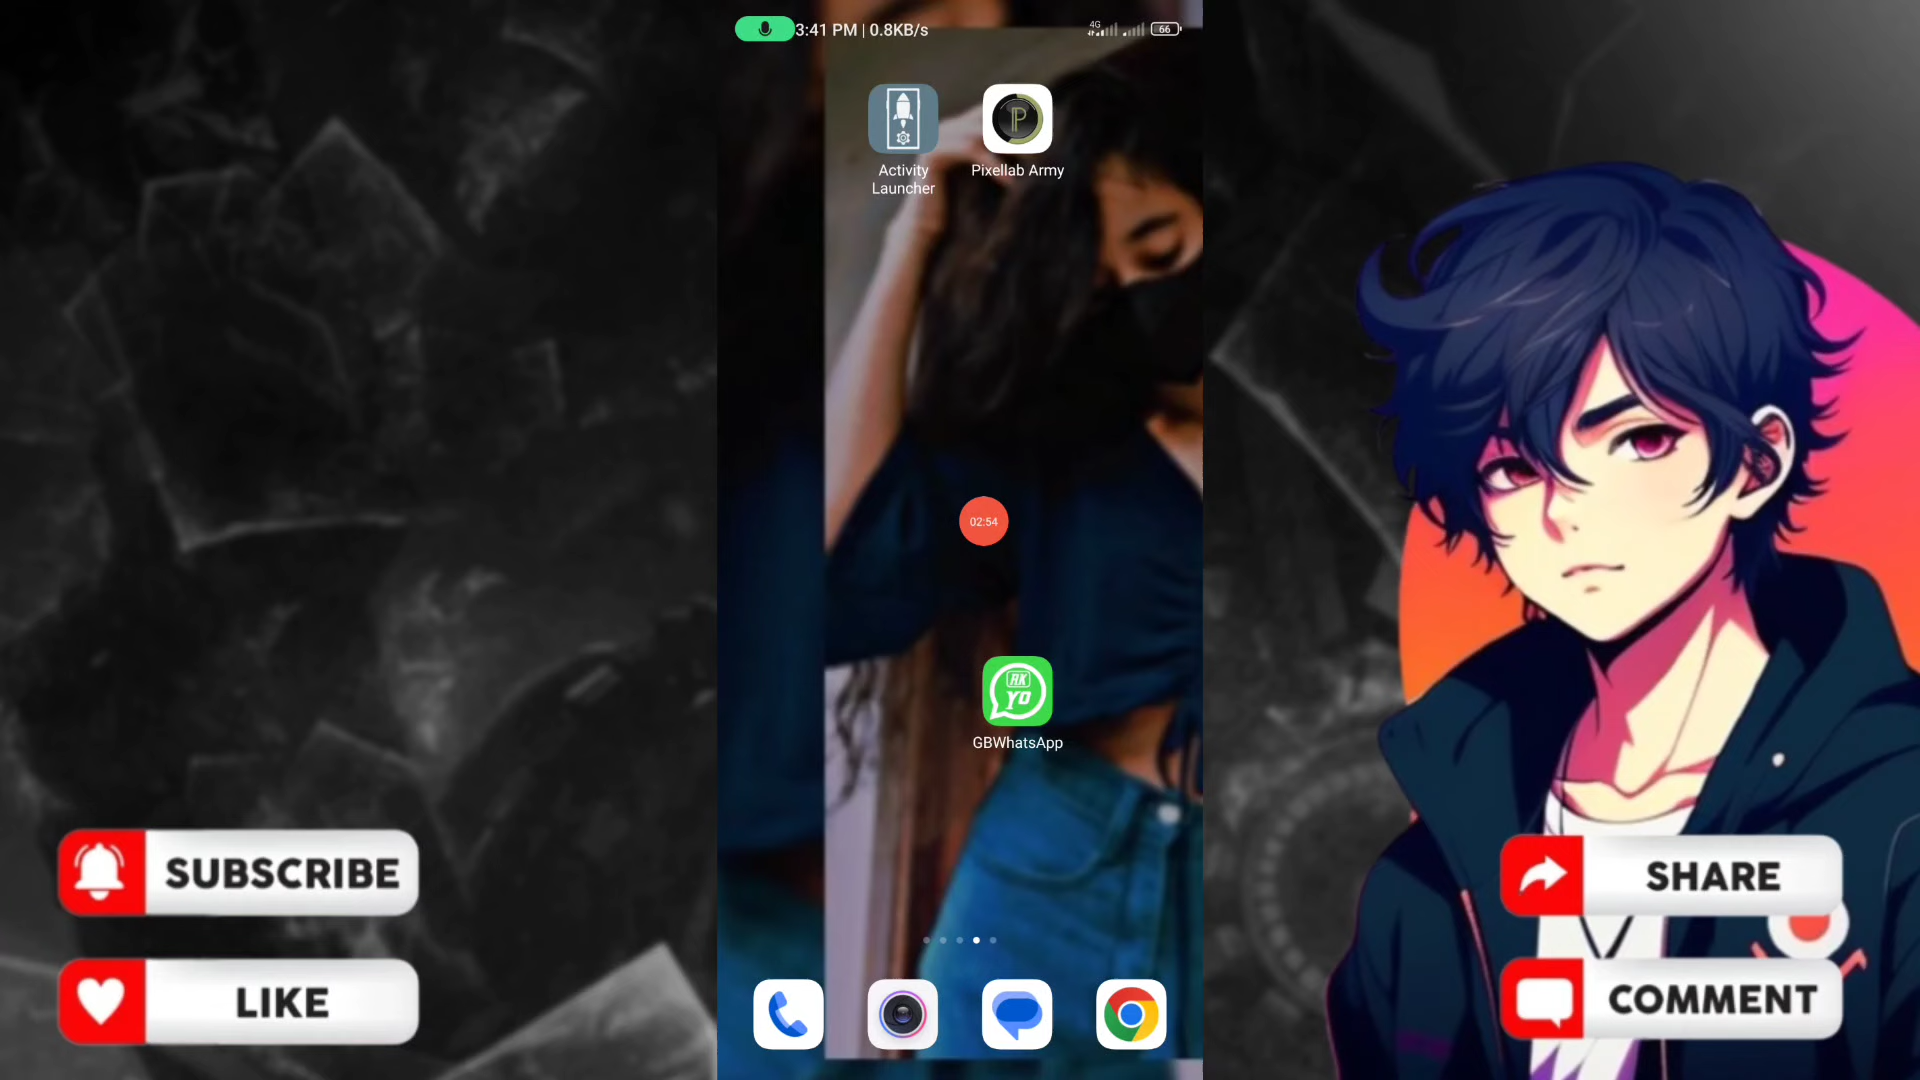 3:41 PM | 0.8KB/s
4G
66
Activity
Launcher
P
Pixellab Army
02:54
RK
YO
GBWhatsApp
SUBSCRIBE
LIKE
SHARE
COMMENT